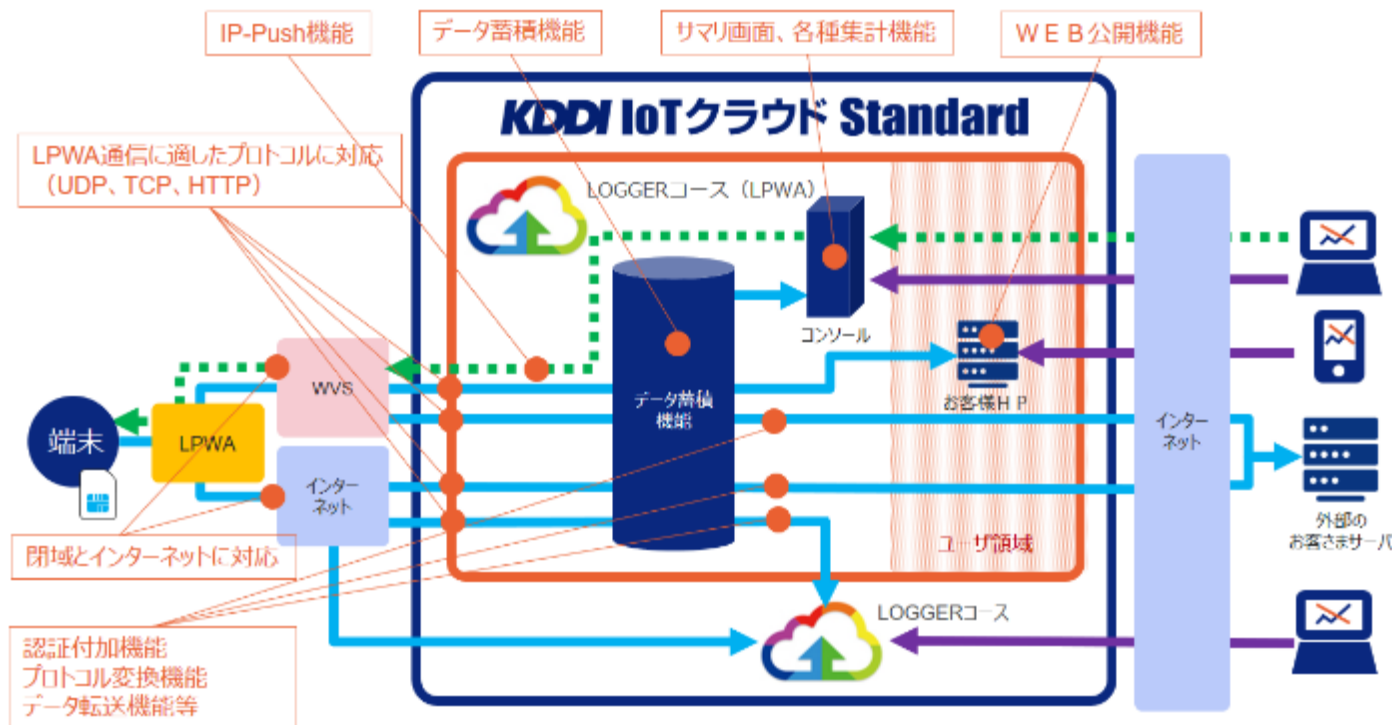 IP-Push機能
データ蓄積機能
サマリ画面、各種集計機能
ＷＥＢ公開機能
KDDI IoTクラウド Standard
LPWA通信に適したプロトコルに対応
（UDP、TCP、HTTP）
LOGGERコース（LPWA）
コンソール
WVS
データ蓄積
機能
お客様ＨＰ
端末
LPWA
インター
ネット
インター
ネット
外部の
お客さまサーバ
閉域とインターネットに対応
ユーザ領域
LOGGERコース
認証付加機能
プロトコル変換機能
データ転送機能等